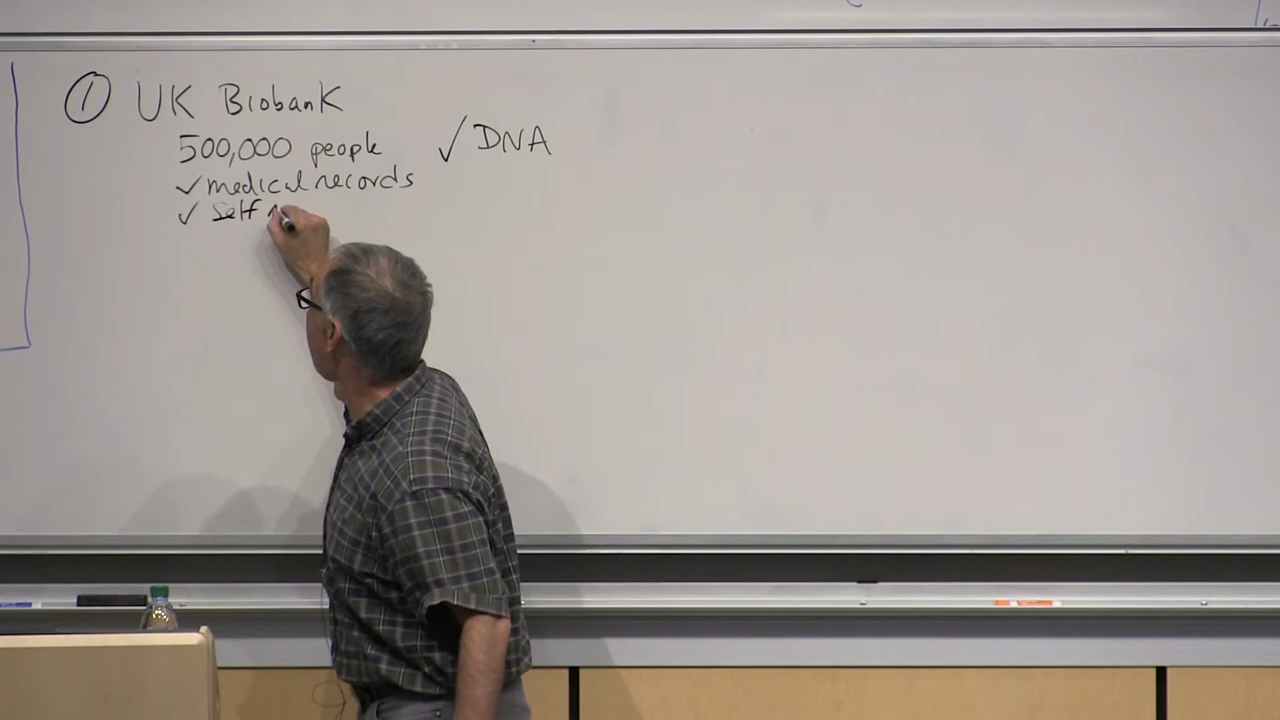 ① UK Biobank
500,000 people ✓ DNA
✓ medical records
✓ Self